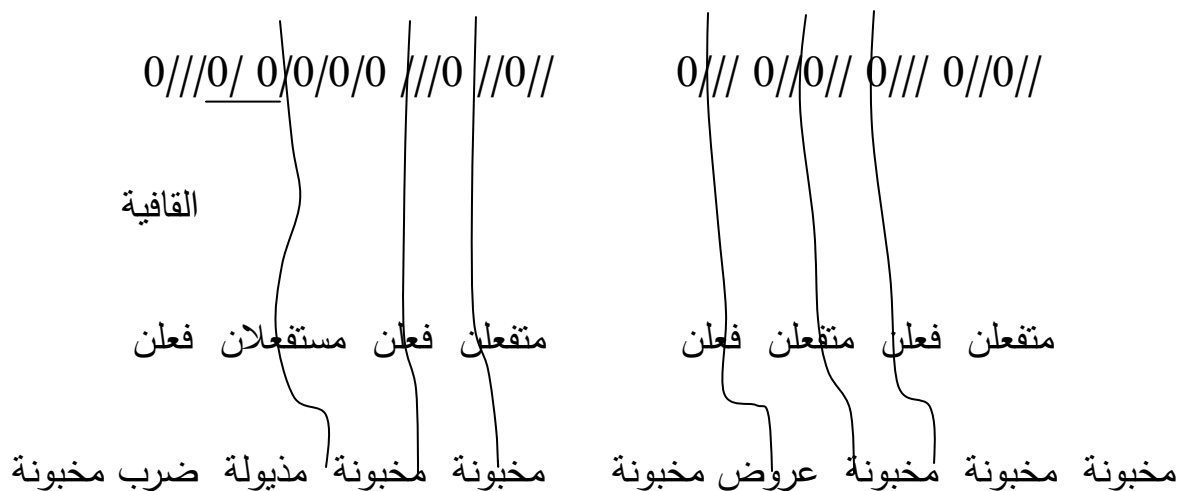 0///0/ 0/0/0/0 ///0 //0// 0/// 0//0// 0/// 0//0//
القافية
متفعلن فعلن متفعلن فعلن متفعلن فعلن مستفعلان فعلن
مخبونة مخبونة مخبونة عروض مخبونة مخبونة مخبونة مذيولة ضرب مخبونة